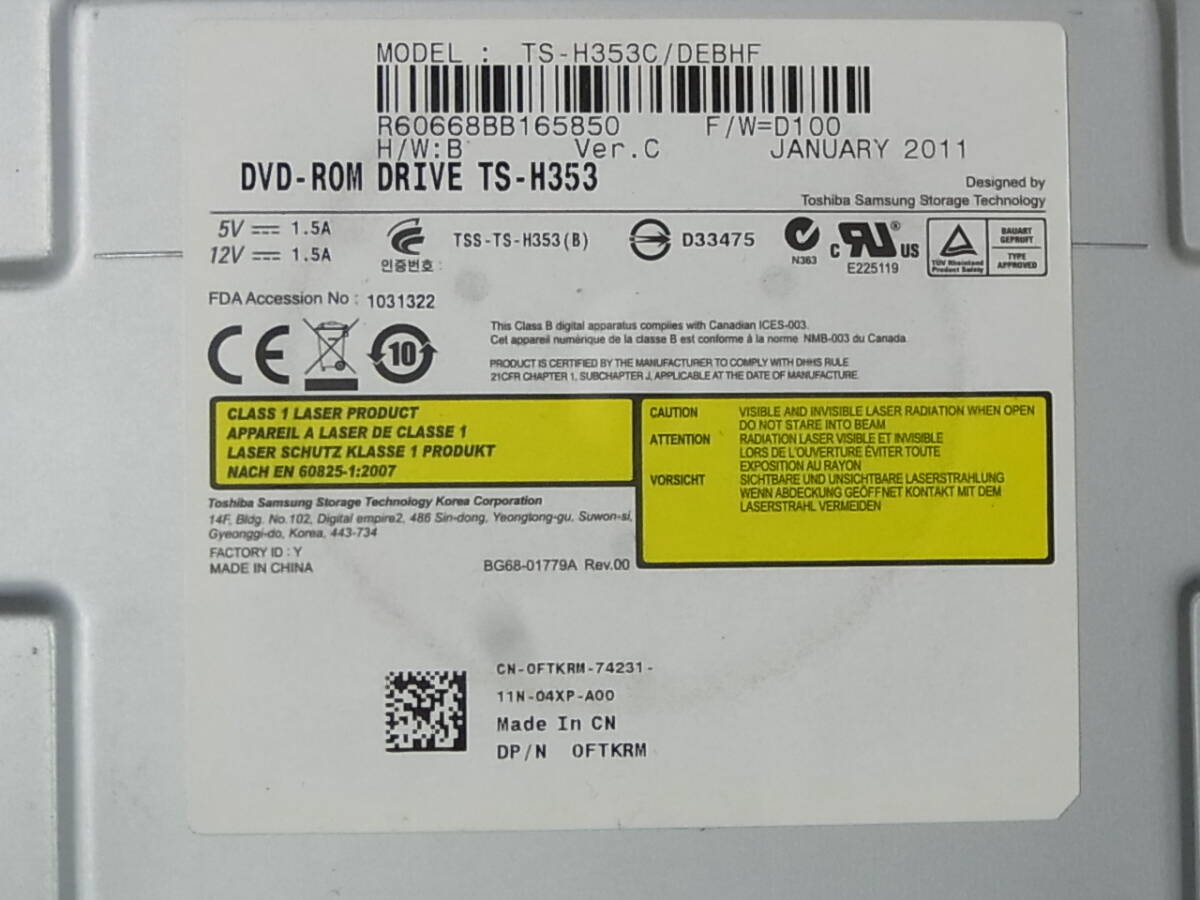 MODEL : TS-H353C/DEBHF
R60668BB165850 F/W=D100
H/W:B Ver.C JANUARY 2011
DVD-ROM DRIVE TS-H353
Designed by
Toshiba Samsung Storage Technology
5V 1.5A
12V 1.5A
인증번호 :
TSS-TS-H353(B)
D33475
N363
c RU ® US
E225119
TÜV Rheinland
Product Safety
BAUART
GEPRÜFT
TYPE
APPROVED
FDA Accession No : 1031322
CE
10
This Class B digital apparatus complies with Canadian ICES-003.
Cet appareil numérique de la classe B est conforme à la norme NMB-003 du Canada.
PRODUCT IS CERTIFIED BY THE MANUFACTURER TO COMPLY WITH DHHS RULE
21CFR CHAPTER 1, SUBCHAPTER J, APPLICABLE AT THE DATE OF MANUFACTURE.
CLASS 1 LASER PRODUCT
APPAREIL A LASER DE CLASSE 1
LASER SCHUTZ KLASSE 1 PRODUKT
NACH EN 60825-1:2007
CAUTION VISIBLE AND INVISIBLE LASER RADIATION WHEN OPEN
DO NOT STARE INTO BEAM
ATTENTION RADIATION LASER VISIBLE ET INVISIBLE
LORS DE L'OUVERTURE ÉVITER TOUTE
EXPOSITION AU RAYON
VORSICHT SICHTBARE UND UNSICHTBARE LASERSTRAHLUNG
WENN ABDECKUNG GEÖFFNET KONTAKT MIT DEM
LASERSTRAHL VERMEIDEN
Toshiba Samsung Storage Technology Korea Corporation
14F, Bldg. No.102, Digital empire2, 486 Sin-dong, Yeongtong-gu, Suwon-si,
Gyeonggi-do, Korea, 443-734
FACTORY ID : Y
MADE IN CHINA
BG68-01779A Rev.00
CN-0FTKRM-74231-
11N-04XP-A00
Made In CN
DP/N 0FTKRM